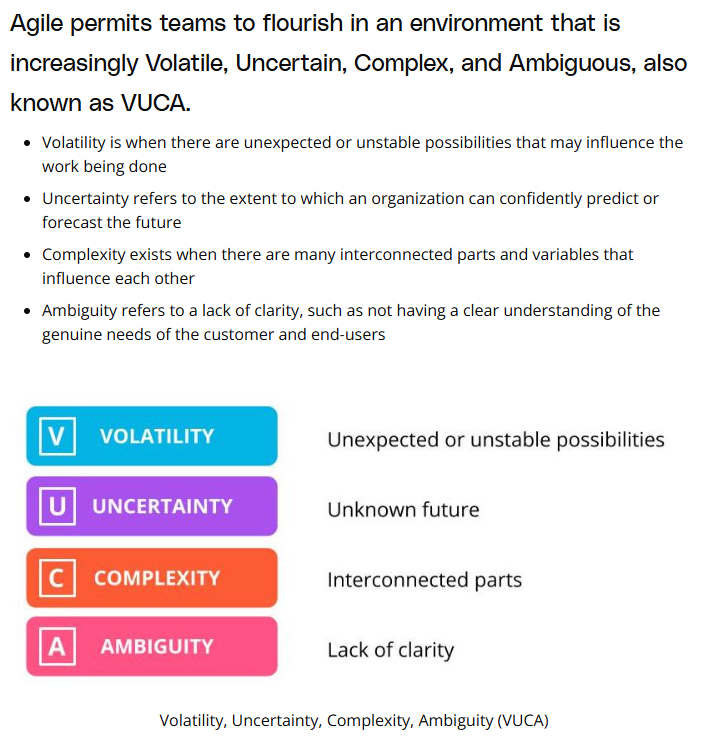 Agile permits teams to flourish in an environment that is
increasingly Volatile, Uncertain, Complex, and Ambiguous, also
known as VUCA.
• Volatility is when there are unexpected or unstable possibilities that may influence the
work being done
• Uncertainty refers to the extent to which an organization can confidently predict or
forecast the future
• Complexity exists when there are many interconnected parts and variables that
influence each other
• Ambiguity refers to a lack of clarity, such as not having a clear understanding of the
genuine needs of the customer and end-users
V VOLATILITY Unexpected or unstable possibilities
U UNCERTAINTY Unknown future
C COMPLEXITY Interconnected parts
A AMBIGUITY Lack of clarity
Volatility, Uncertainty, Complexity, Ambiguity (VUCA)